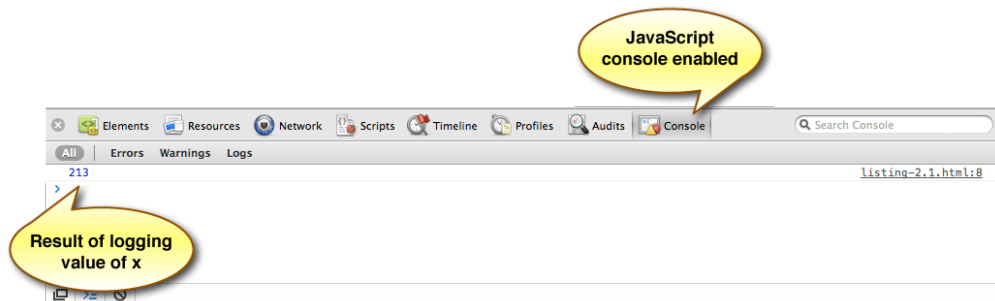 JavaScript
console enabled
Elements Resources Network Scripts Timeline Profiles Audits Console Search Console
All Errors Warnings Logs
213 listing-2.1.html:8
>
Result of logging
value of x